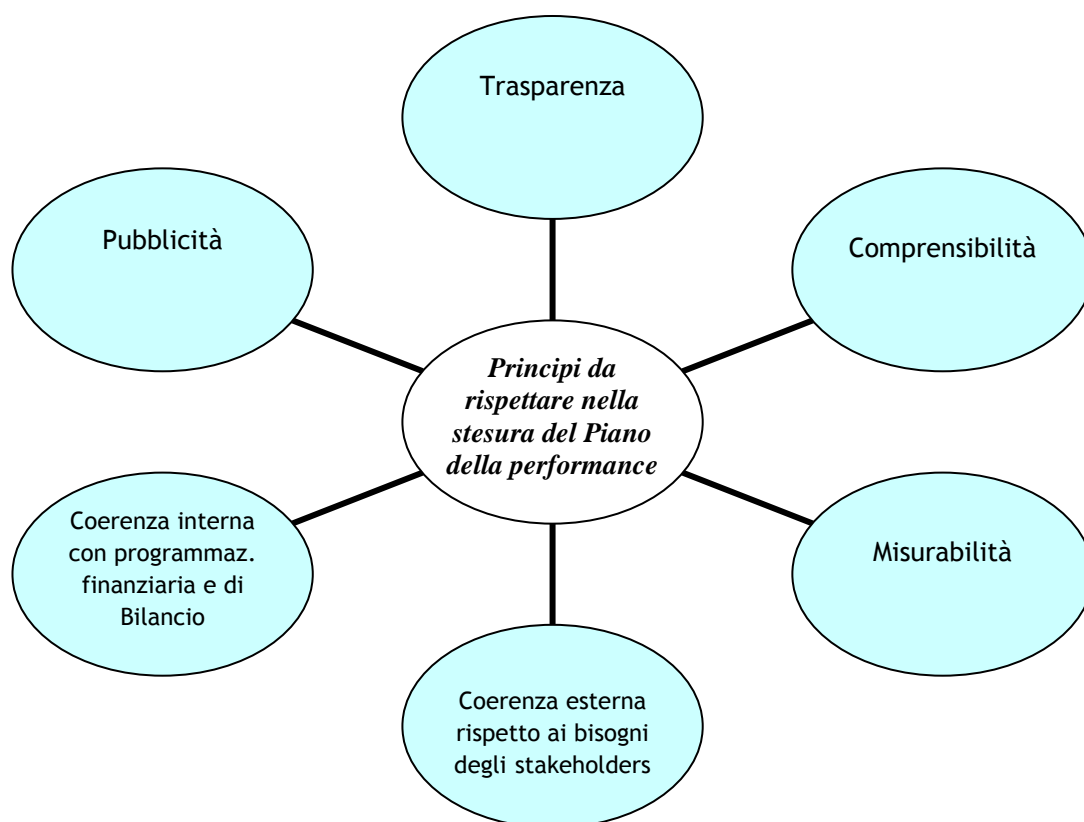 Trasparenza
Pubblicità
Comprensibilità
Principi da
rispettare nella
stesura del Piano
della performance
Coerenza interna
con programmaz.
finanziaria e di
Bilancio
Misurabilità
Coerenza esterna
rispetto ai bisogni
degli stakeholders